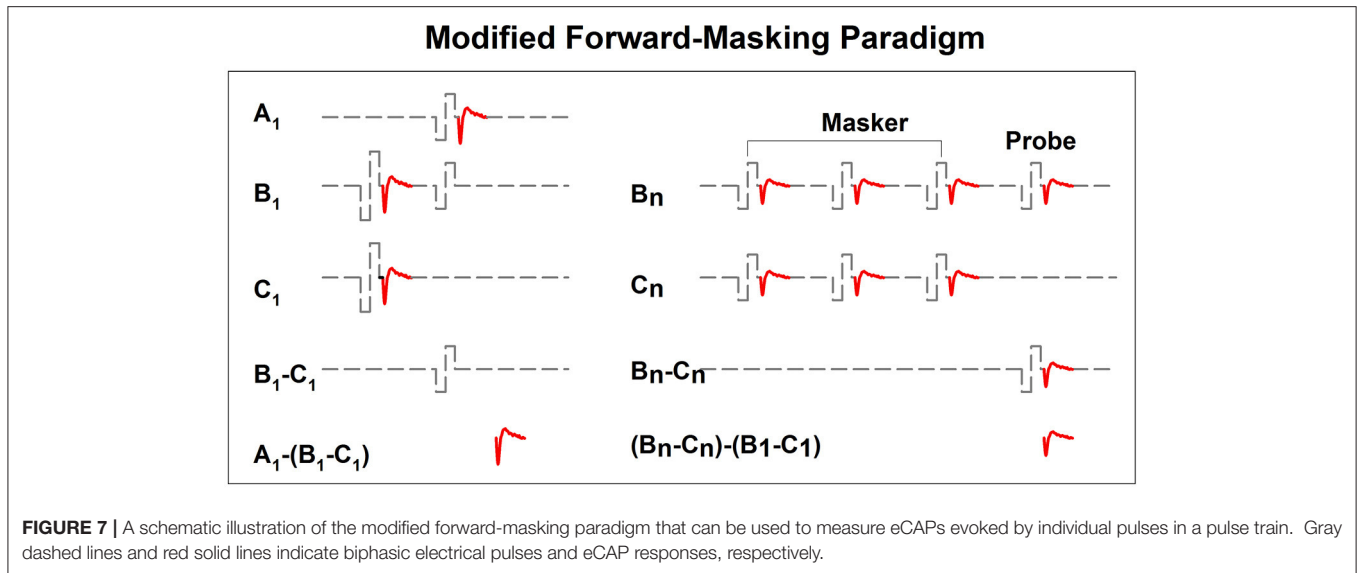 Modified Forward-Masking Paradigm
A1
B1
C1
B1-C1
A1-(B1-C1)
Masker
Probe
Bn
Cn
Bn-Cn
(Bn-Cn)-(B1-C1)
FIGURE 7 | A schematic illustration of the modified forward-masking paradigm that can be used to measure eCAPs evoked by individual pulses in a pulse train. Gray
dashed lines and red solid lines indicate biphasic electrical pulses and eCAP responses, respectively.